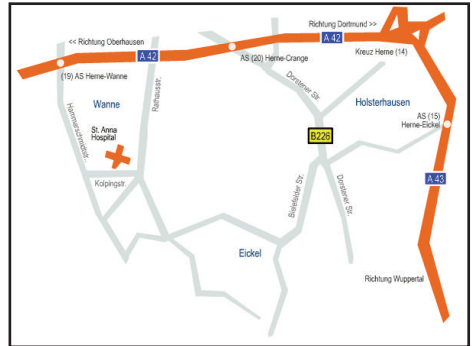 Richtung Dortmund >>
<< Richtung Oberhausen
A 42
A 42
Kreuz Herne (14)
AS (20) Herne-Crange
(19) AS Herne-Wanne
Dorstener Str.
Rathausstr.
Wanne
Holsterhausen
Hammerschmidtstr.
AS (15)
Herne-Eickel
St. Anna
Hospital
B226
Kolpingstr.
A 43
Bielefelder Str.
Dorstener Str.
Eickel
Richtung Wuppertal